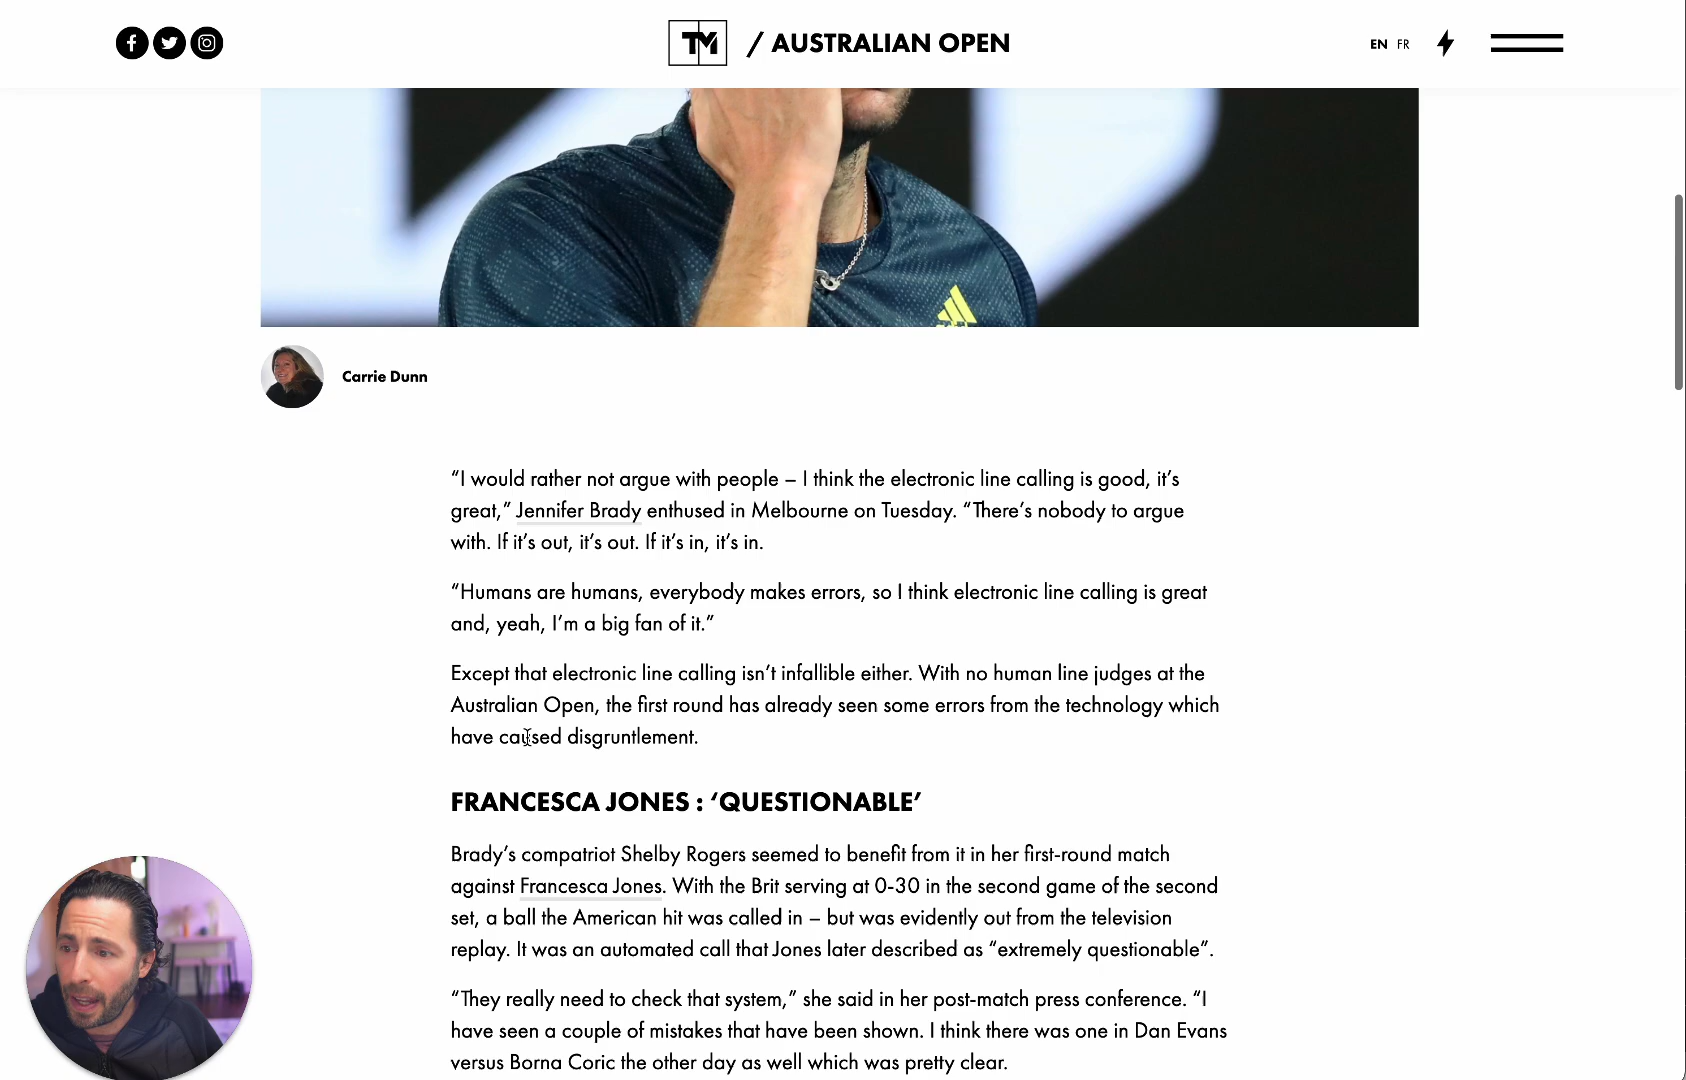 TM / AUSTRALIAN OPEN
EN FR
Carrie Dunn
“I would rather not argue with people – I think the electronic line calling is good, it’s
great,” Jennifer Brady enthused in Melbourne on Tuesday. “There’s nobody to argue
with. If it’s out, it’s out. If it’s in, it’s in.
“Humans are humans, everybody makes errors, so I think electronic line calling is great
and, yeah, I’m a big fan of it.”
Except that electronic line calling isn’t infallible either. With no human line judges at the
Australian Open, the first round has already seen some errors from the technology which
have caused disgruntlement.
FRANCESCA JONES : ‘QUESTIONABLE’
Brady’s compatriot Shelby Rogers seemed to benefit from it in her first-round match
against Francesca Jones. With the Brit serving at 0-30 in the second game of the second
set, a ball the American hit was called in – but was evidently out from the television
replay. It was an automated call that Jones later described as “extremely questionable”.
“They really need to check that system,” she said in her post-match press conference. “I
have seen a couple of mistakes that have been shown. I think there was one in Dan Evans
versus Borna Coric the other day as well which was pretty clear.